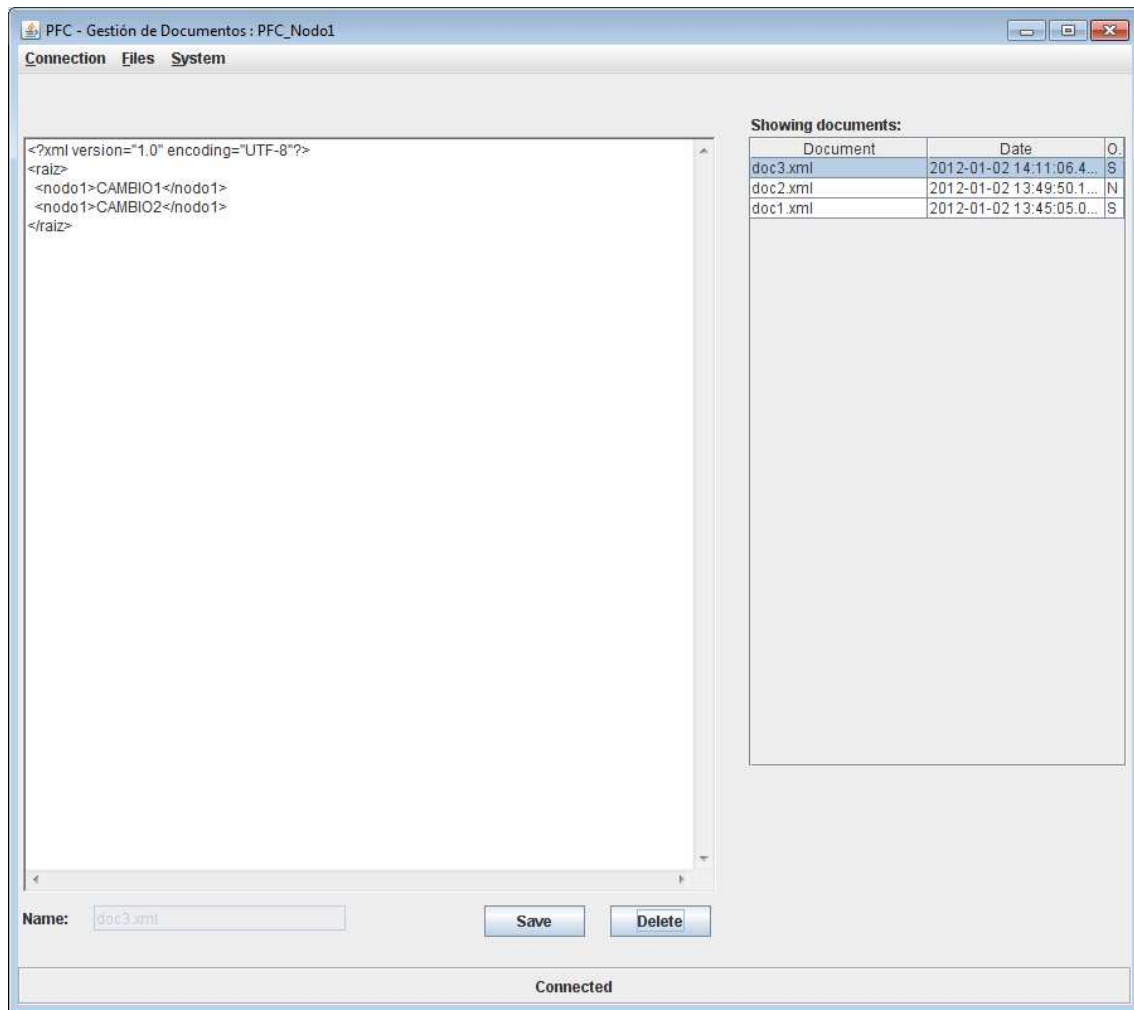 PFC - Gestión de Documentos : PFC_Nodo1
Connection Files System
<?xml version="1.0" encoding="UTF-8"?>
<raiz>
<nodo1>CAMBIO1</nodo1>
<nodo1>CAMBIO2</nodo1>
</raiz>
Showing documents:
Document Date O.
doc3.xml 2012-01-02 14:11:06.4... S
doc2.xml 2012-01-02 13:49:50.1... N
doc1.xml 2012-01-02 13:45:05.0... S
Name: doc3.xml Save Delete
Connected